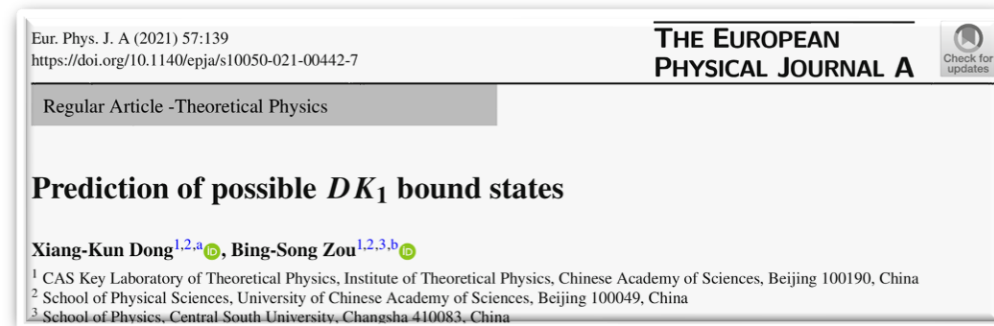 Eur. Phys. J. A (2021) 57:139
https://doi.org/10.1140/epja/s10050-021-00442-7
THE EUROPEAN
PHYSICAL JOURNAL A
Check for
updates
Regular Article -Theoretical Physics
Prediction of possible DK₁ bound states
Xiang-Kun Dong¹,²,ᵃ iD, Bing-Song Zou¹,²,³,ᵇ iD
¹ CAS Key Laboratory of Theoretical Physics, Institute of Theoretical Physics, Chinese Academy of Sciences, Beijing 100190, China
² School of Physical Sciences, University of Chinese Academy of Sciences, Beijing 100049, China
³ School of Physics, Central South University, Changsha 410083, China